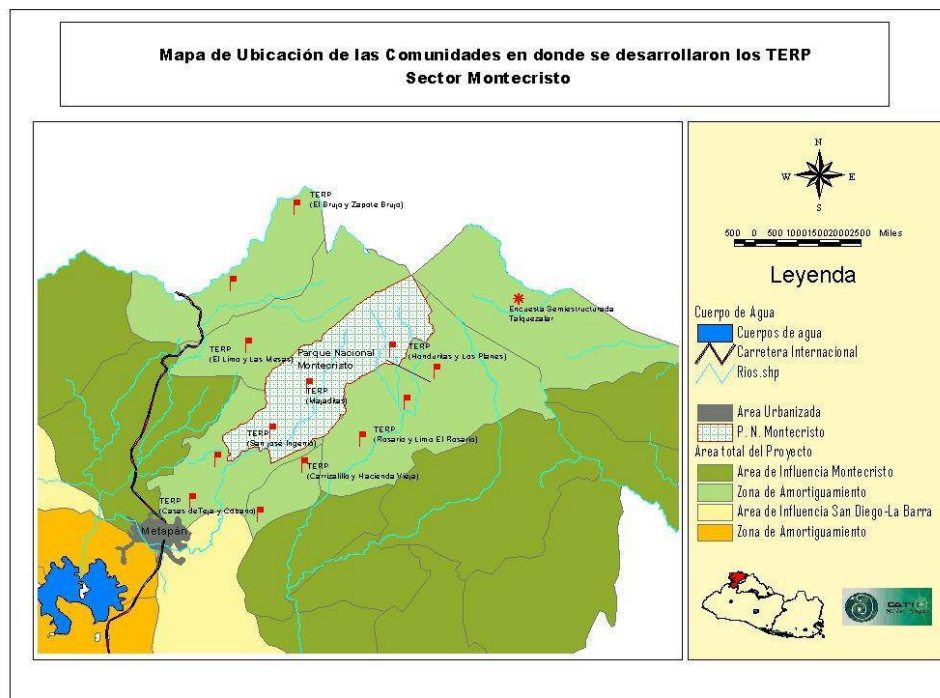 Mapa de Ubicación de las Comunidades en donde se desarrollaron los TERP
Sector Montecristo
TERP
(El Brujo y Zapote Brujo)
Encuesta Semiestructurada
Talquezalar
TERP
(El Limo y Las Mesas)
Parque Nacional
Montecristo
TERP
(Honduritas y Los Planes)
TERP
(Majaditas)
TERP
(San José Ingenio)
TERP
(Rosario y Limo El Rosario)
TERP
(Carrizalillo y Hacienda Vieja)
TERP
(Casas de Teja y Cobano)
Metapán
N
W E
S
500 0 500 1000 1500 2000 2500 Miles
Leyenda
Cuerpo de Agua
Cuerpos de agua
Carretera Internacional
Rios.shp
Area Urbanizada
P. N. Montecristo
Area total del Proyecto
Area de Influencia Montecristo
Zona de Amortiguamiento
Area de Influencia San Diego-La Barra
Zona de Amortiguamiento
CATIE